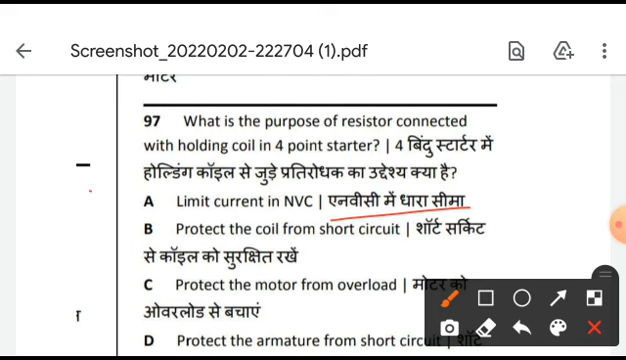 Screenshot_20220202-222704 (1).pdf
मोटर
97 What is the purpose of resistor connected
with holding coil in 4 point starter? | 4 बिंदु स्टार्टर में
होल्डिंग कॉइल से जुड़े प्रतिरोधक का उद्देश्य क्या है?
A Limit current in NVC | एनवीसी में धारा सीमा
B Protect the coil from short circuit | शॉर्ट सर्किट
से कॉइल को सुरक्षित रखें
C Protect the motor from overload | मोटर को
ओवरलोड से बचाएं
D Protect the armature from short circuit | शॉर्ट